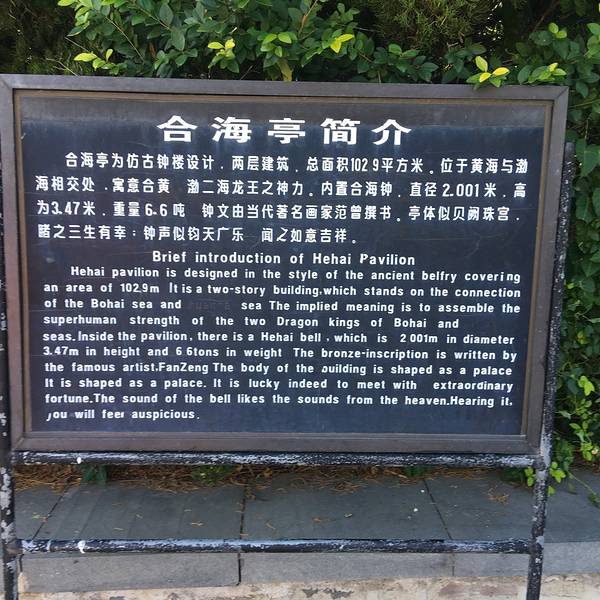 合海亭简介
合海亭为仿古钟楼设计，两层建筑，总面积102.9平方米。位于黄海与渤
海相交处，寓意合黄 渤二海龙王之神力。内置合海钟，直径2.001米，高
为3.47米，重量6.6吨 钟文由当代著名画家范曾撰书。亭体似贝阙珠宫，
睹之三生有幸；钟声似钧天广乐 闻之如意吉祥。
Brief introduction of Hehai Pavilion
Hehai pavilion is designed in the style of the ancient belfry covering
an area of 102.9m It is a two-story building,which stands on the connection
of the Bohai sea and sea The implied meaning is to assemble the
superhuman strength of the two Dragon kings of Bohai and
seas.Inside the pavilion, there is a Hehai bell , which is 2 001m in diameter
3.47m in height and 6 6tons in weight The bronze-inscription is written by
the famous artist.FanZeng The body of the building is shaped as a palace
It is shaped as a palace. It is lucky indeed to meet with extraordinary
fortune.The sound of the bell likes the sounds from the heaven.Hearing it,
you will feel auspicious.